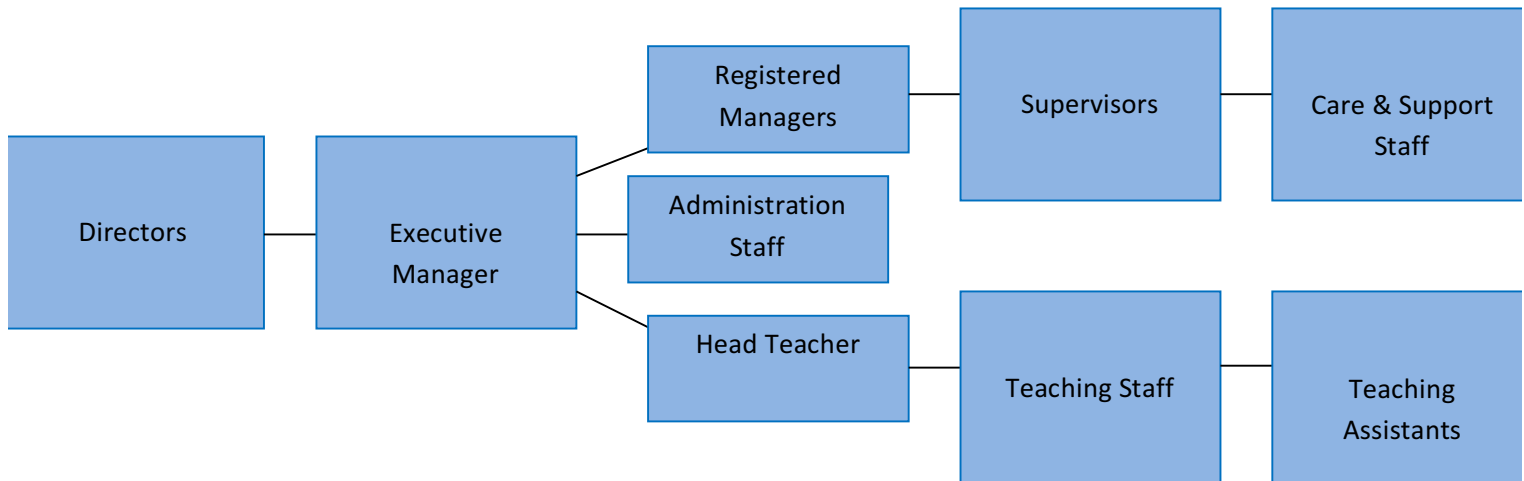 Directors
Executive
Manager
Registered
Managers
Administration
Staff
Head Teacher
Supervisors
Care & Support
Staff
Teaching Staff
Teaching
Assistants